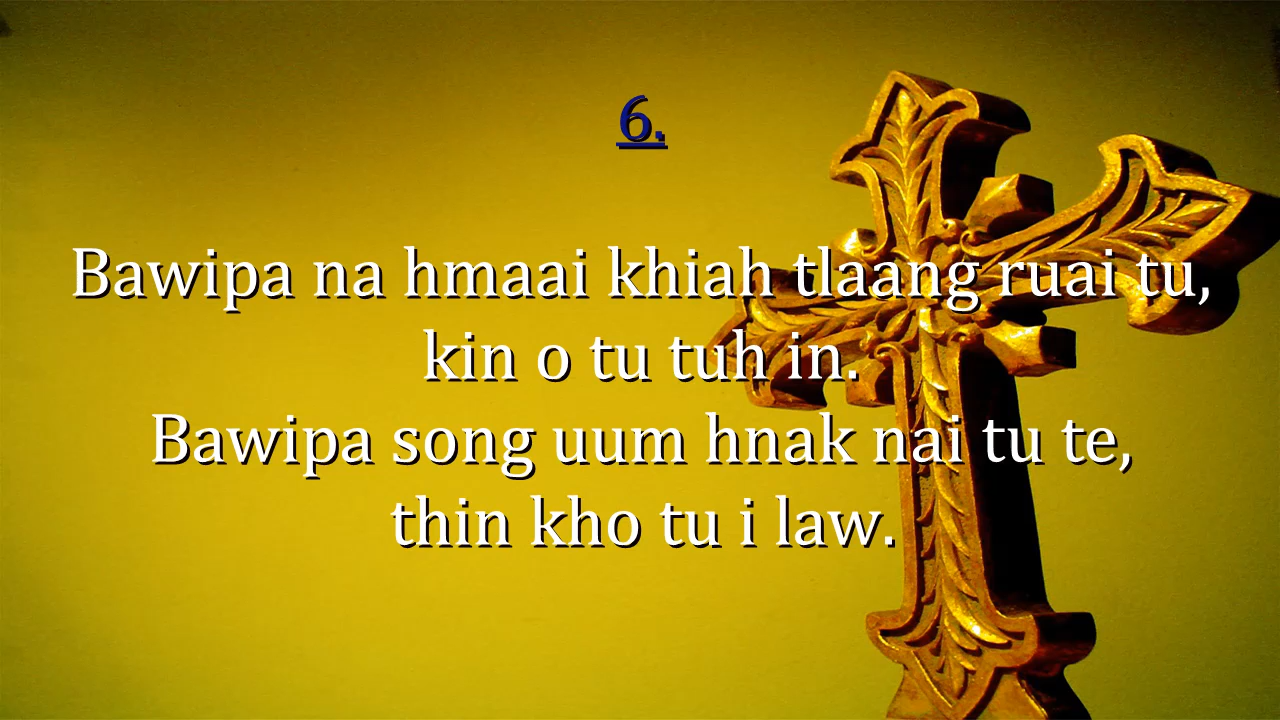 6.
Bawipa na hmaai khiah tlaang ruai tu,
kin o tu tuh in.
Bawipa song uum hnak nai tu te,
thin kho tu i law.